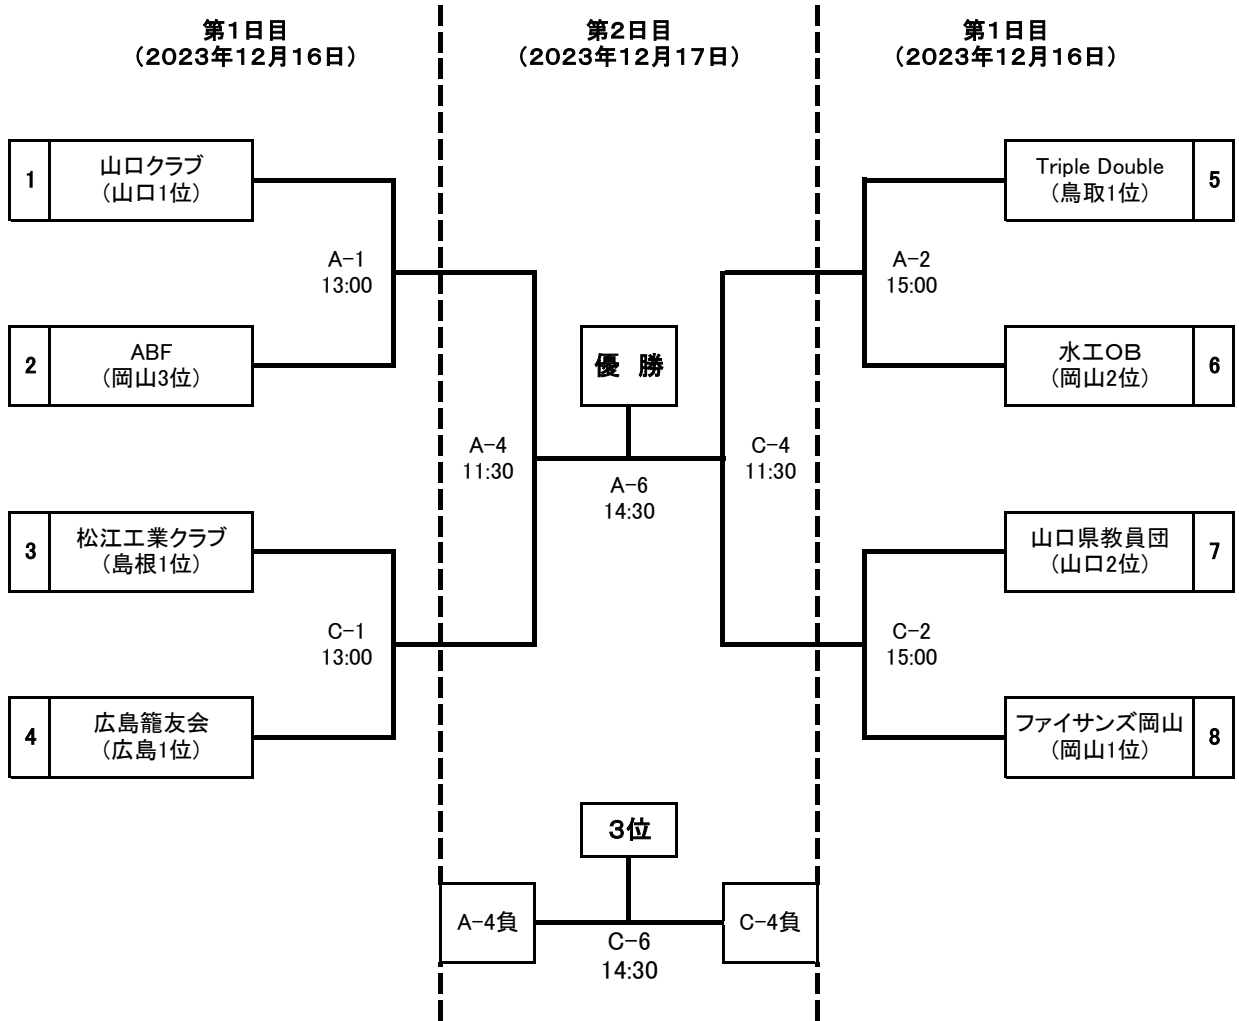 第1日目
（2023年12月16日）
第2日目
（2023年12月17日）
第1日目
（2023年12月16日）
1
山口クラブ
（山口1位）
A-1
13:00
2
ABF
（岡山3位）
3
松江工業クラブ
（島根1位）
C-1
13:00
4
広島籠友会
（広島1位）
A-4
11:30
優 勝
A-6
14:30
C-4
11:30
Triple Double
（鳥取1位）
5
A-2
15:00
水工OB
（岡山2位）
6
山口県教員団
（山口2位）
7
C-2
15:00
ファイサンズ岡山
（岡山1位）
8
3位
A-4負
C-6
14:30
C-4負